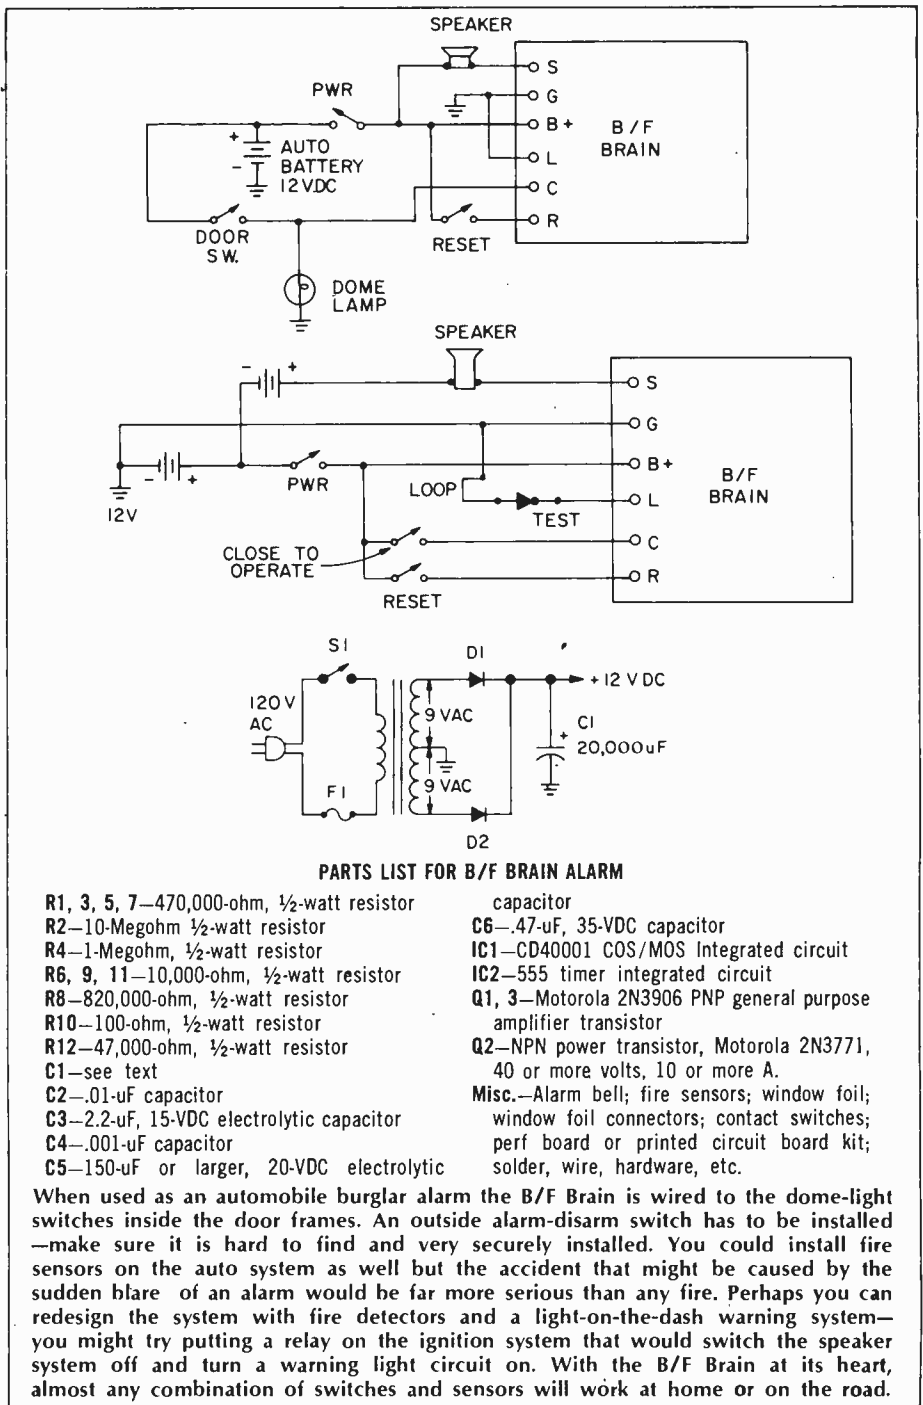 SPEAKER
S
PWR
G
B+
B/F
BRAIN
+
AUTO
BATTERY
12VDC
-
L
C
DOOR
SW.
RESET
R
DOME
LAMP
SPEAKER
- +
S
G
B+
B/F
BRAIN
- +
PWR
LOOP
L
12V
TEST
CLOSE TO
OPERATE
C
R
RESET
S1
D1
+12 VDC
120V
AC
9 VAC
C1
+
20,000uF
F1
9 VAC
D2
PARTS LIST FOR B/F BRAIN ALARM
R1, 3, 5, 7—470,000-ohm, ½-watt resistor
R2—10-Megohm ½-watt resistor
R4—1-Megohm, ½-watt resistor
R6, 9, 11—10,000-ohm, ½-watt resistor
R8—820,000-ohm, ½-watt resistor
R10—100-ohm, ½-watt resistor
R12—47,000-ohm, ½-watt resistor
C1—see text
C2—.01-uF capacitor
C3—2.2-uF, 15-VDC electrolytic capacitor
C4—.001-uF capacitor
C5—150-uF or larger, 20-VDC electrolytic
capacitor
C6—.47-uF, 35-VDC capacitor
IC1—CD40001 COS/MOS Integrated circuit
IC2—555 timer integrated circuit
Q1, 3—Motorola 2N3906 PNP general purpose
amplifier transistor
Q2—NPN power transistor, Motorola 2N3771,
40 or more volts, 10 or more A.
Misc.—Alarm bell; fire sensors; window foil;
window foil connectors; contact switches;
perf board or printed circuit board kit;
solder, wire, hardware, etc.
When used as an automobile burglar alarm the B/F Brain is wired to the dome-light
switches inside the door frames. An outside alarm-disarm switch has to be installed
—make sure it is hard to find and very securely installed. You could install fire
sensors on the auto system as well but the accident that might be caused by the
sudden blare of an alarm would be far more serious than any fire. Perhaps you can
redesign the system with fire detectors and a light-on-the-dash warning system—
you might try putting a relay on the ignition system that would switch the speaker
system off and turn a warning light circuit on. With the B/F Brain at its heart,
almost any combination of switches and sensors will work at home or on the road.